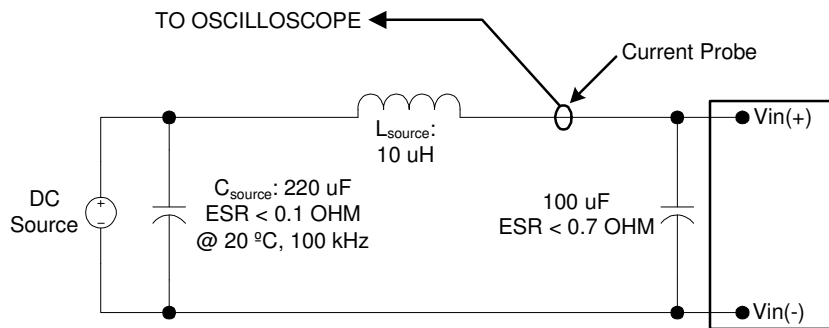 TO OSCILLOSCOPE
Current Probe
Lsource:
10 uH
Vin(+)
DC
Source
+
−
Csource: 220 uF
ESR < 0.1 OHM
@ 20 ºC, 100 kHz
100 uF
ESR < 0.7 OHM
Vin(-)